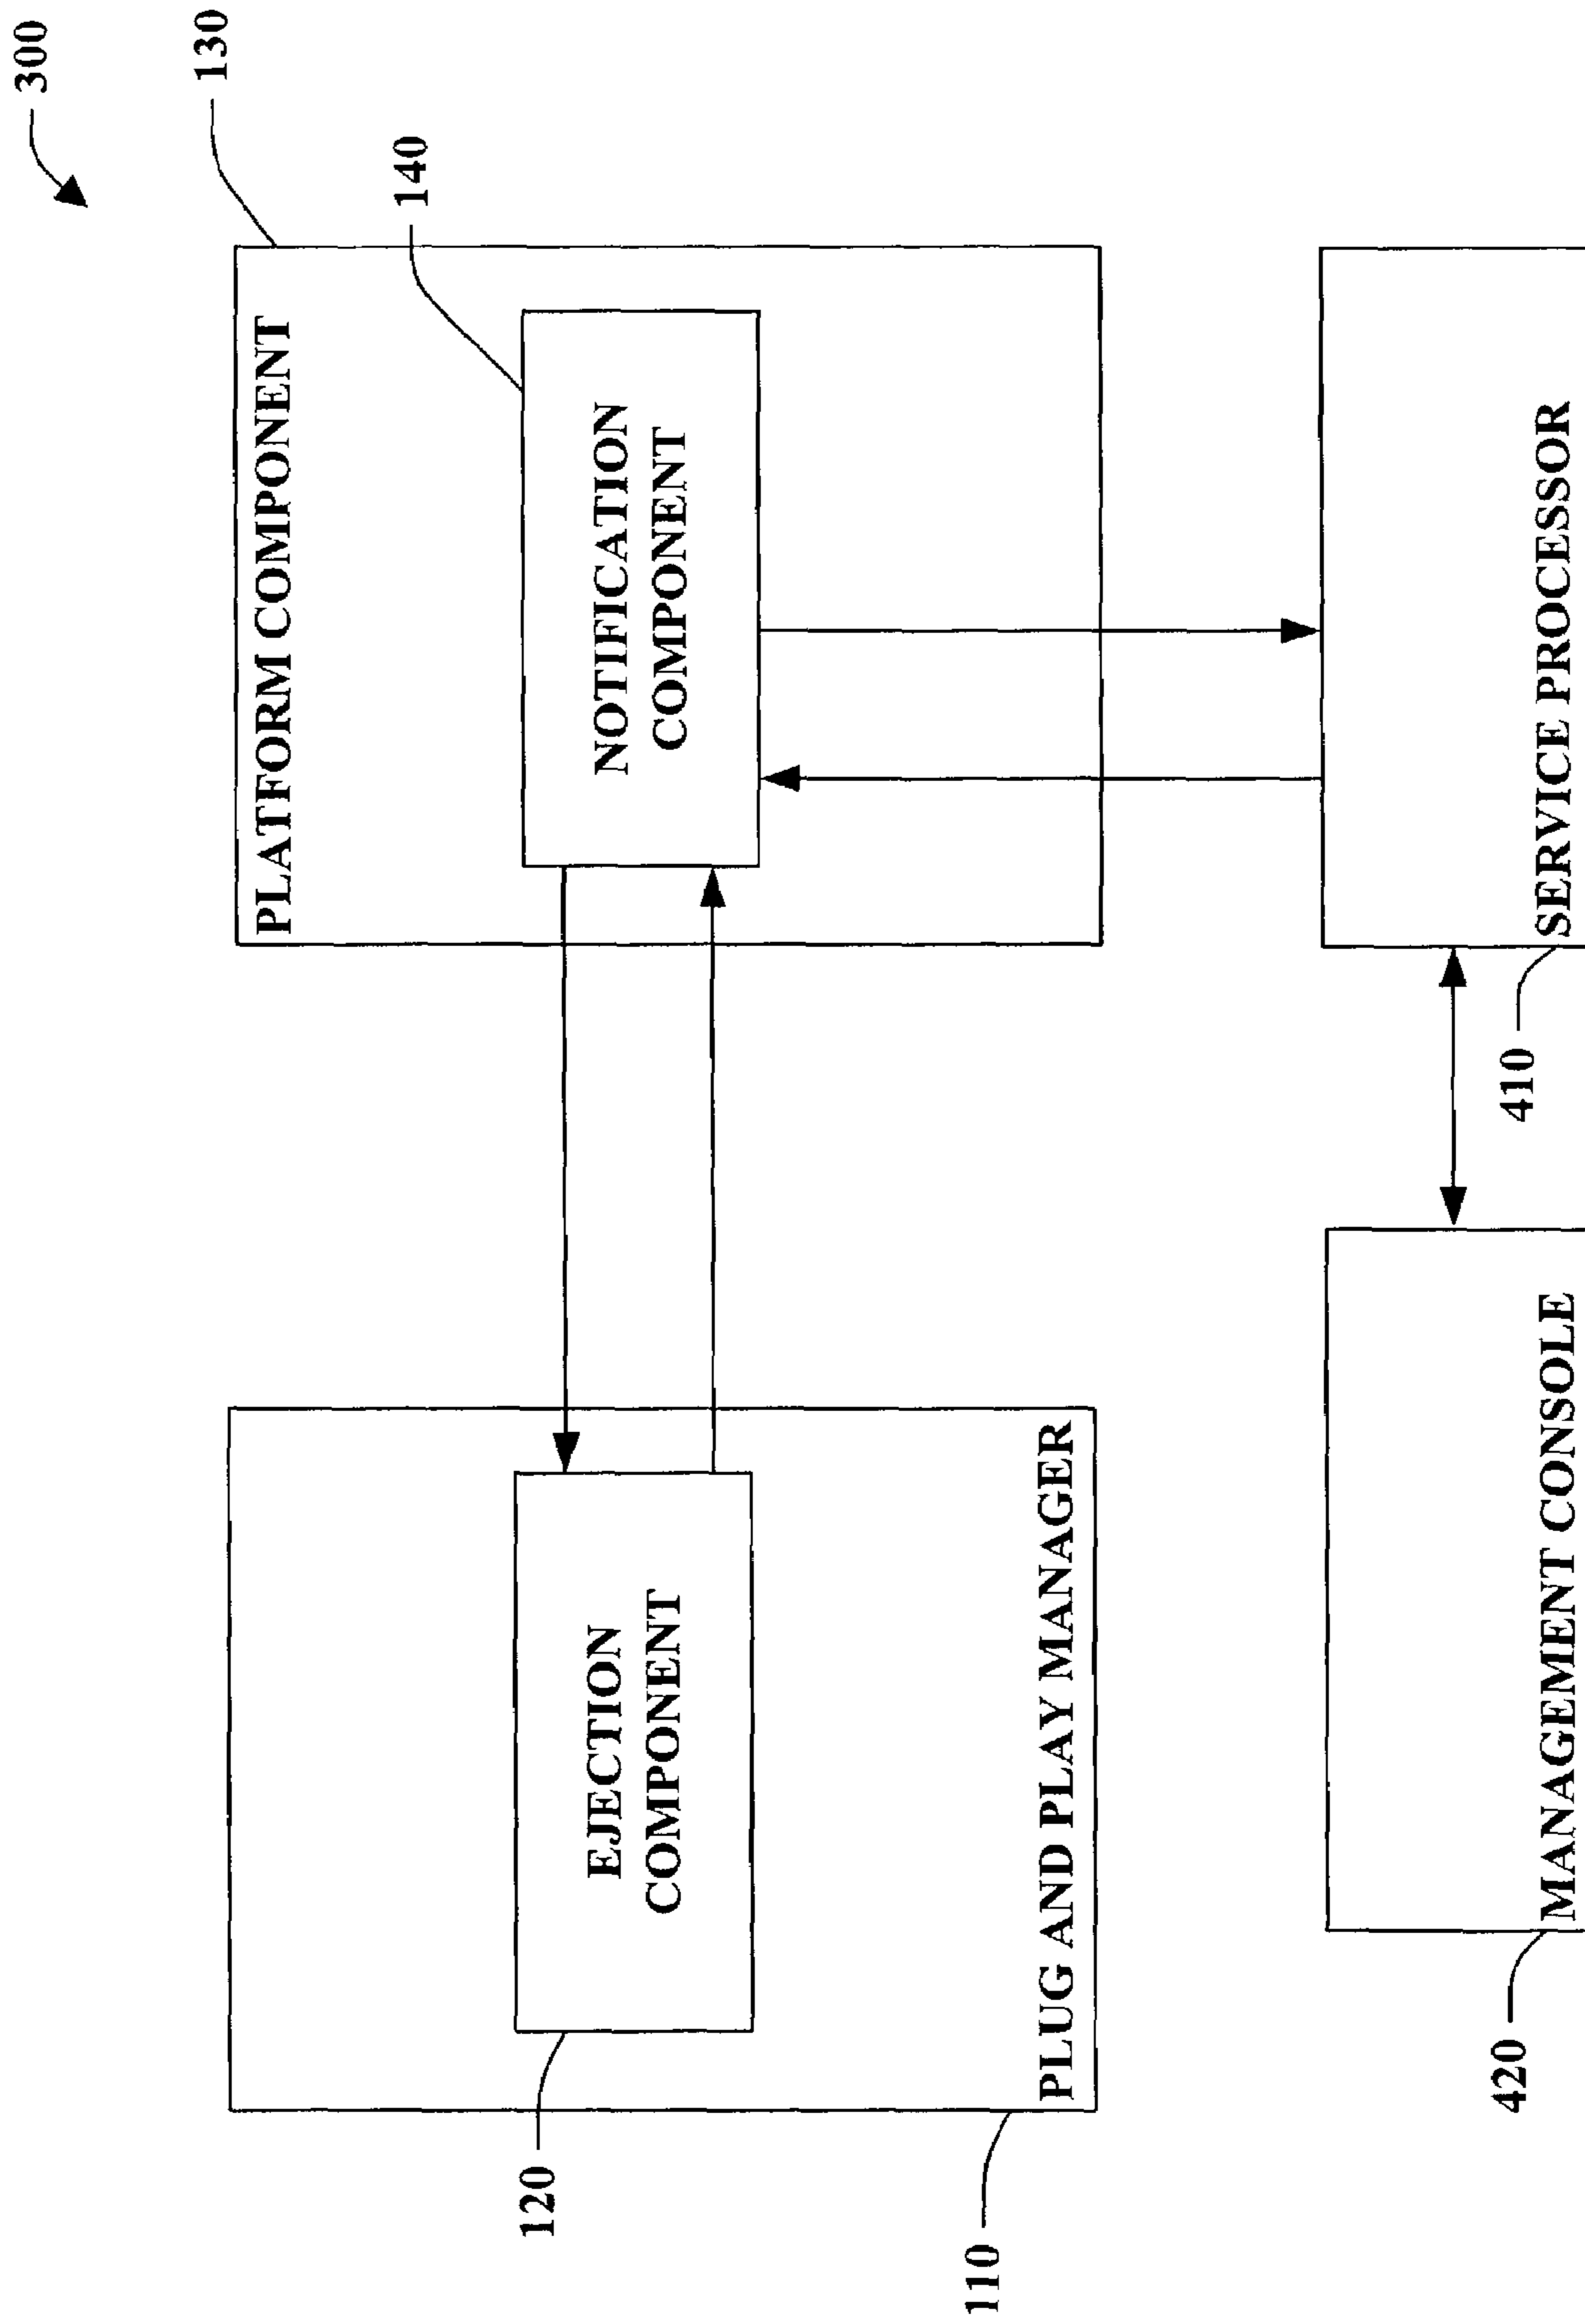 300
130
PLATFORM COMPONENT
140
NOTIFICATION
COMPONENT
120
EJECTION
COMPONENT
110
PLUG AND PLAY MANAGER
410
SERVICE PROCESSOR
420
MANAGEMENT CONSOLE